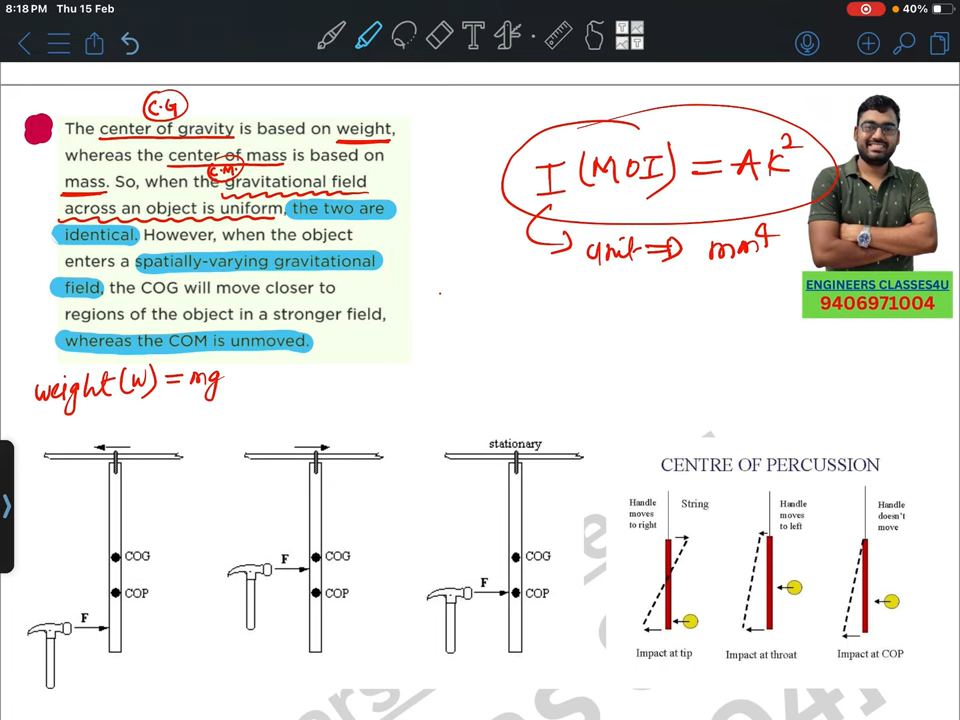 8:18 PM Thu 15 Feb
40%
C.G
The center of gravity is based on weight,
whereas the center of mass is based on
C.M.
mass. So, when the gravitational field
across an object is uniform, the two are
identical. However, when the object
enters a spatially-varying gravitational
field, the COG will move closer to
regions of the object in a stronger field,
whereas the COM is unmoved.
weight(W) = mg
I (MOI) = AK²
unit ⇒ mm⁴
ENGINEERS CLASSES4U
9406971004
COG
COP
F
COG
COP
F
stationary
COG
COP
F
CENTRE OF PERCUSSION
Handle
moves
to right
String
Handle
moves
to left
Handle
doesn't
move
Impact at tip
Impact at throat
Impact at COP